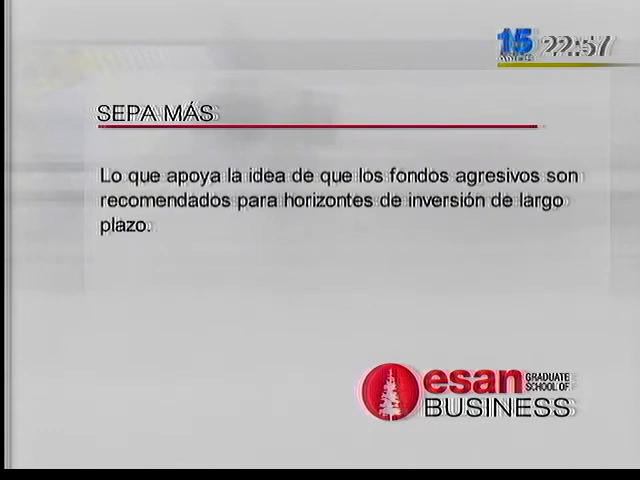 15
22:57
SEPA MÁS
Lo que apoya la idea de que los fondos agresivos son
recomendados para horizontes de inversión de largo
plazo.
esan
GRADUATE
SCHOOL OF
BUSINESS